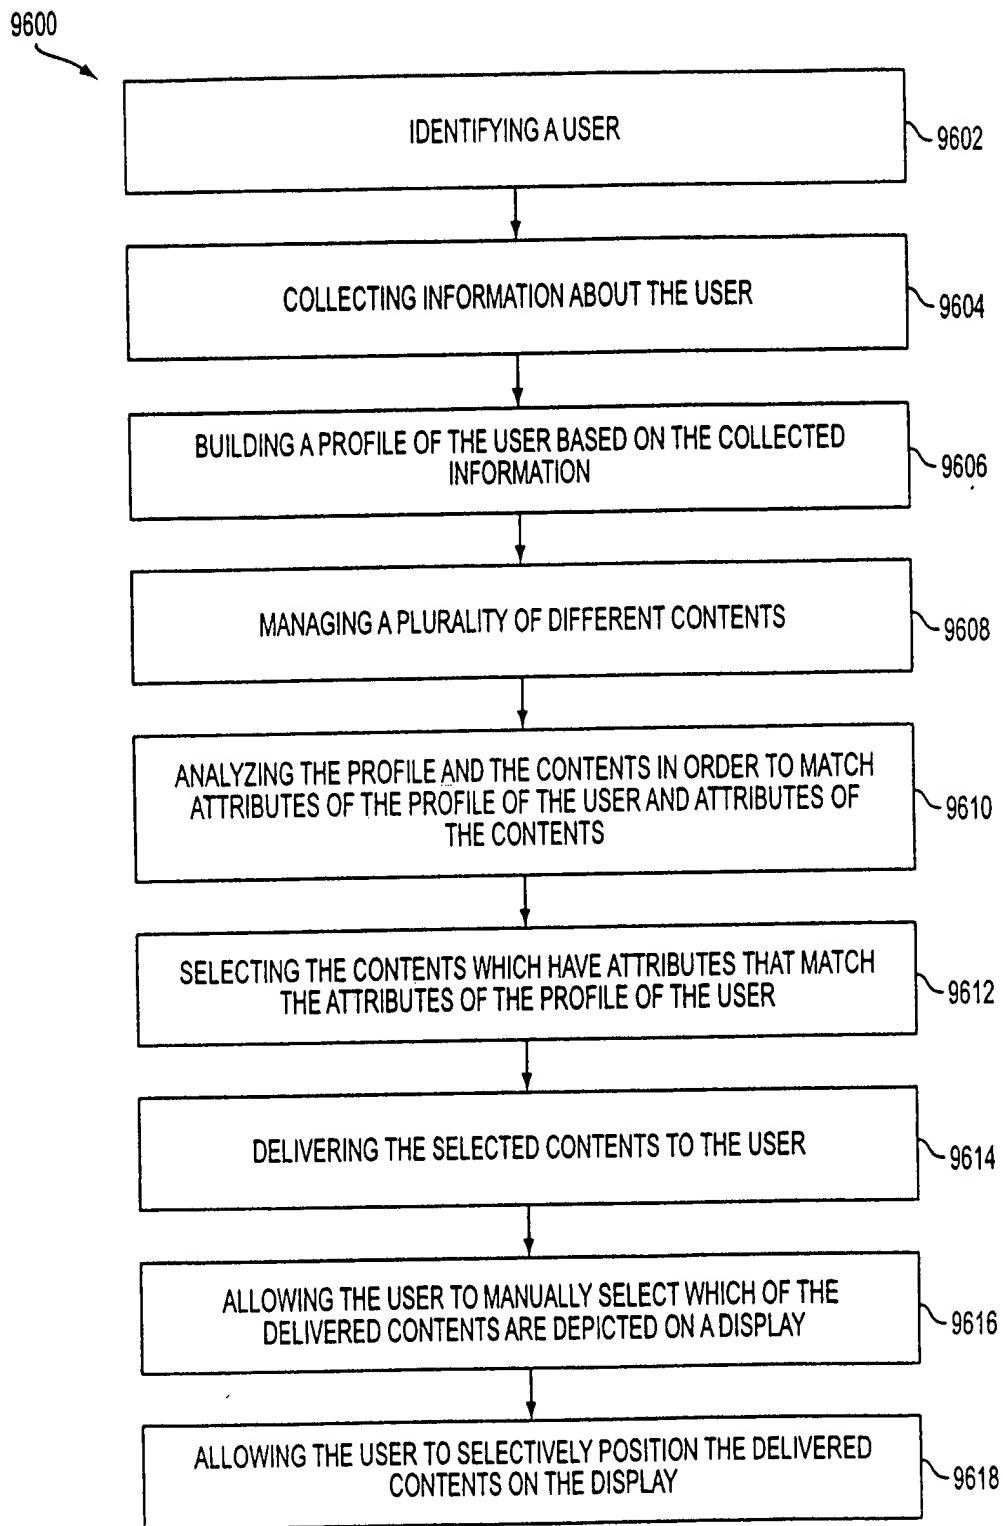 9600
IDENTIFYING A USER
9602
COLLECTING INFORMATION ABOUT THE USER
9604
BUILDING A PROFILE OF THE USER BASED ON THE COLLECTED
INFORMATION
9606
MANAGING A PLURALITY OF DIFFERENT CONTENTS
9608
ANALYZING THE PROFILE AND THE CONTENTS IN ORDER TO MATCH
ATTRIBUTES OF THE PROFILE OF THE USER AND ATTRIBUTES OF
THE CONTENTS
9610
SELECTING THE CONTENTS WHICH HAVE ATTRIBUTES THAT MATCH
THE ATTRIBUTES OF THE PROFILE OF THE USER
9612
DELIVERING THE SELECTED CONTENTS TO THE USER
9614
ALLOWING THE USER TO MANUALLY SELECT WHICH OF THE
DELIVERED CONTENTS ARE DEPICTED ON A DISPLAY
9616
ALLOWING THE USER TO SELECTIVELY POSITION THE DELIVERED
CONTENTS ON THE DISPLAY
9618